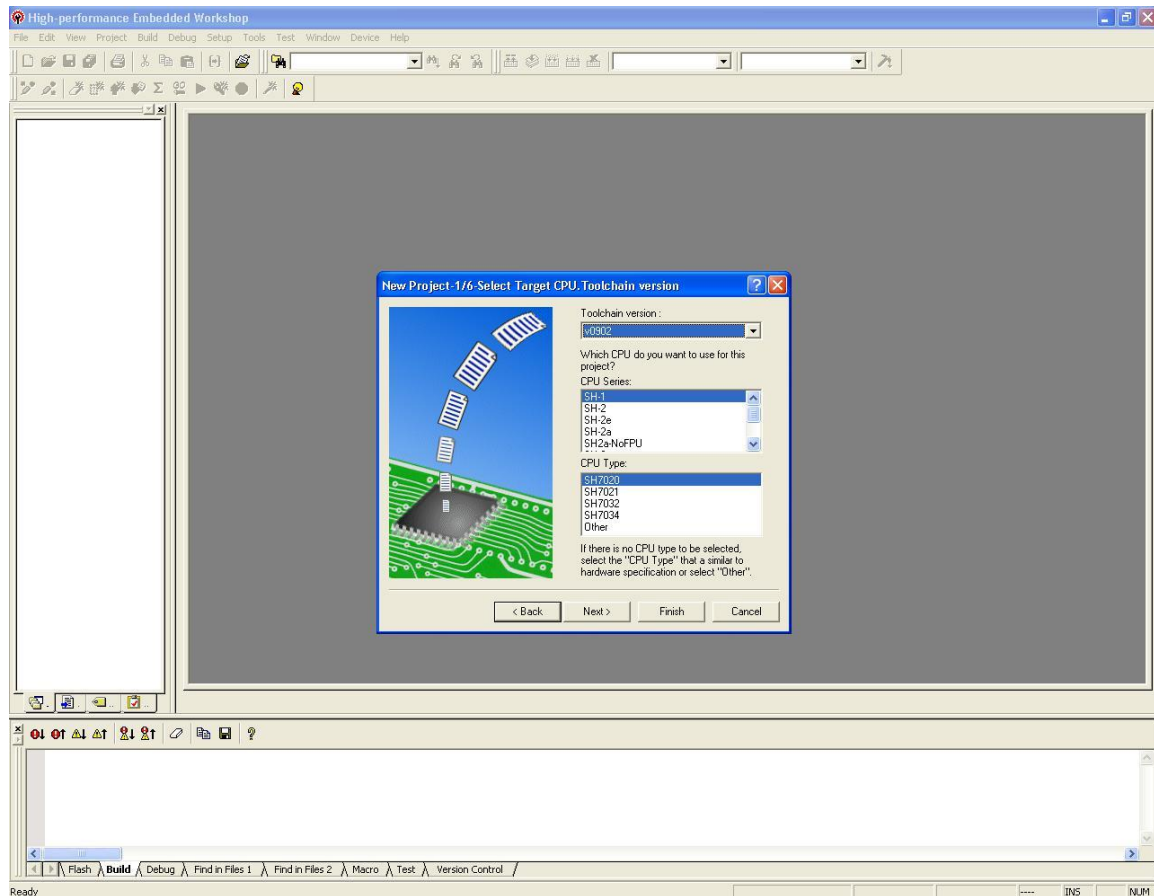 High-performance Embedded Workshop
File Edit View Project Build Debug Setup Tools Test Window Device Help
New Project-1/6-Select Target CPU.Toolchain version
Toolchain version :
v0902
Which CPU do you want to use for this
project?
CPU Series:
SH-1
SH-2
SH-2e
SH-2a
SH2a-NoFPU
CPU Type:
SH7020
SH7021
SH7032
SH7034
Other
If there is no CPU type to be selected,
select the "CPU Type" that a similar to
hardware specification or select "Other".
< Back Next > Finish Cancel
Flash Build Debug Find in Files 1 Find in Files 2 Macro Test Version Control
Ready ---- INS NUM